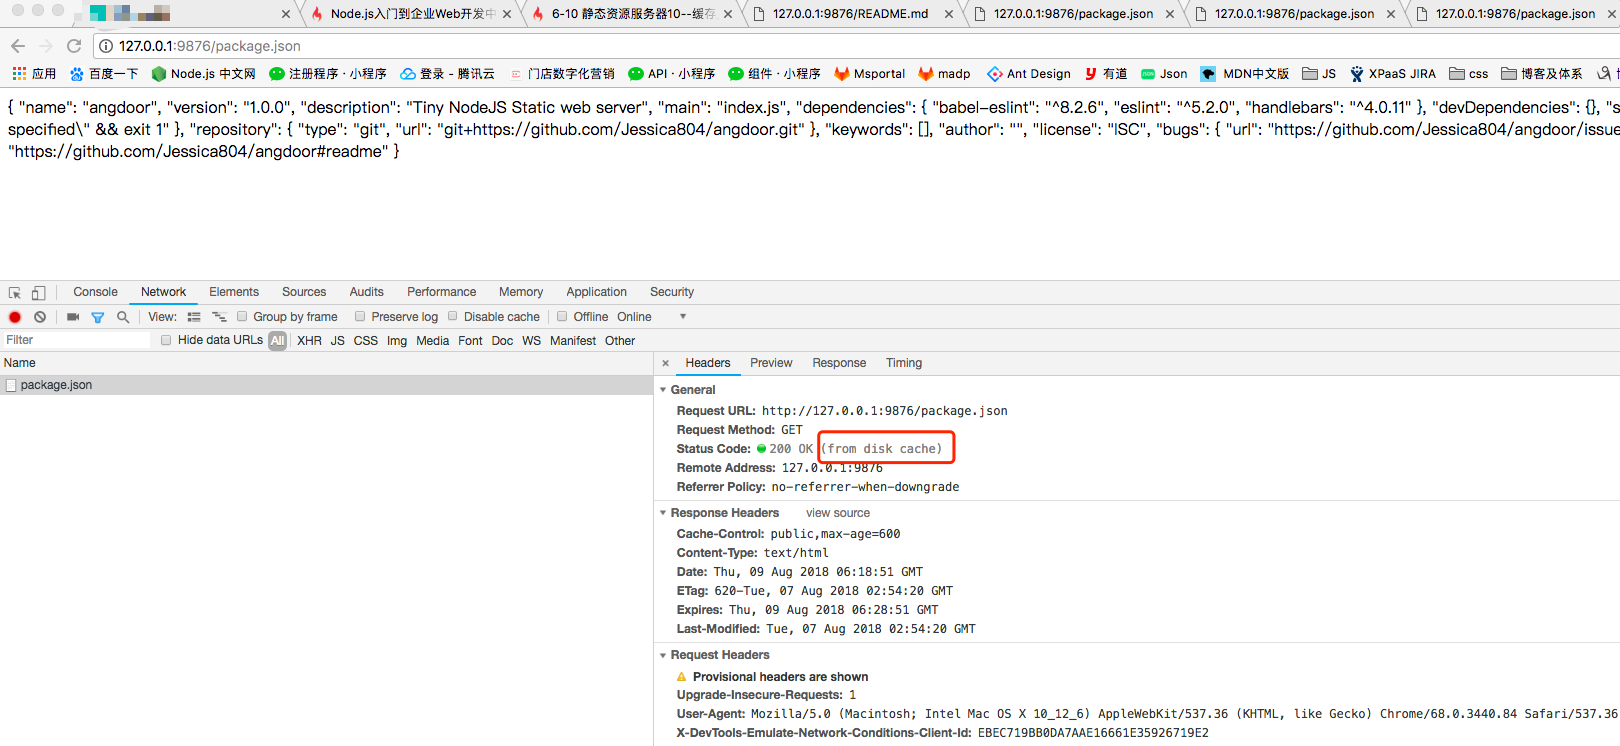 Node.js入门到企业Web开发中
6-10 静态资源服务器10--缓存
127.0.0.1:9876/README.md
127.0.0.1:9876/package.json
127.0.0.1:9876/package.json
127.0.0.1:9876/package.json
127.0.0.1:9876/package.json
应用 百度一下 Node.js 中文网 注册程序 · 小程序 登录 - 腾讯云 门店数字化营销 API · 小程序 组件 · 小程序 Msportal madp Ant Design 有道 Json MDN中文版 JS XPaaS JIRA css 博客及体系
{ "name": "angdoor", "version": "1.0.0", "description": "Tiny NodeJS Static web server", "main": "index.js", "dependencies": { "babel-eslint": "^8.2.6", "eslint": "^5.2.0", "handlebars": "^4.0.11" }, "devDependencies": {}, "s
specified\" && exit 1" }, "repository": { "type": "git", "url": "git+https://github.com/Jessica804/angdoor.git" }, "keywords": [], "author": "", "license": "ISC", "bugs": { "url": "https://github.com/Jessica804/angdoor/issue
"https://github.com/Jessica804/angdoor#readme" }
Console Network Elements Sources Audits Performance Memory Application Security
View: Group by frame Preserve log Disable cache Offline Online
Filter Hide data URLs All XHR JS CSS Img Media Font Doc WS Manifest Other
Name
package.json
× Headers Preview Response Timing
General
Request URL: http://127.0.0.1:9876/package.json
Request Method: GET
Status Code: 200 OK (from disk cache)
Remote Address: 127.0.0.1:9876
Referrer Policy: no-referrer-when-downgrade
Response Headers view source
Cache-Control: public,max-age=600
Content-Type: text/html
Date: Thu, 09 Aug 2018 06:18:51 GMT
ETag: 620-Tue, 07 Aug 2018 02:54:20 GMT
Expires: Thu, 09 Aug 2018 06:28:51 GMT
Last-Modified: Tue, 07 Aug 2018 02:54:20 GMT
Request Headers
Provisional headers are shown
Upgrade-Insecure-Requests: 1
User-Agent: Mozilla/5.0 (Macintosh; Intel Mac OS X 10_12_6) AppleWebKit/537.36 (KHTML, like Gecko) Chrome/68.0.3440.84 Safari/537.36
X-DevTools-Emulate-Network-Conditions-Client-Id: EBEC719BB0DA7AAE16661E35926719E2